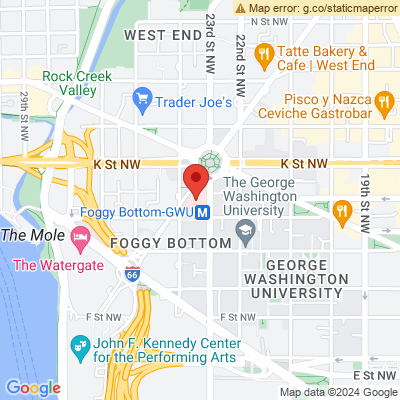 Map error: g.co/staticmaperror
N St NW
WEST END
23rd St NW
22nd St NW
Tatte Bakery &
Cafe | West End
Rock Creek
Valley
29th St NW
Trader Joe's
Pisco y Nazca
Ceviche Gastrobar
K St NW
K St NW
The George
Washington
University
19th St NW
Foggy Bottom-GWU
M
The Mole
FOGGY BOTTOM
The Watergate
66
GEORGE
WASHINGTON
UNIVERSITY
F St NW
F St NW
John F. Kennedy Center
for the Performing Arts
E St NW
Google
Map data ©2024 Google